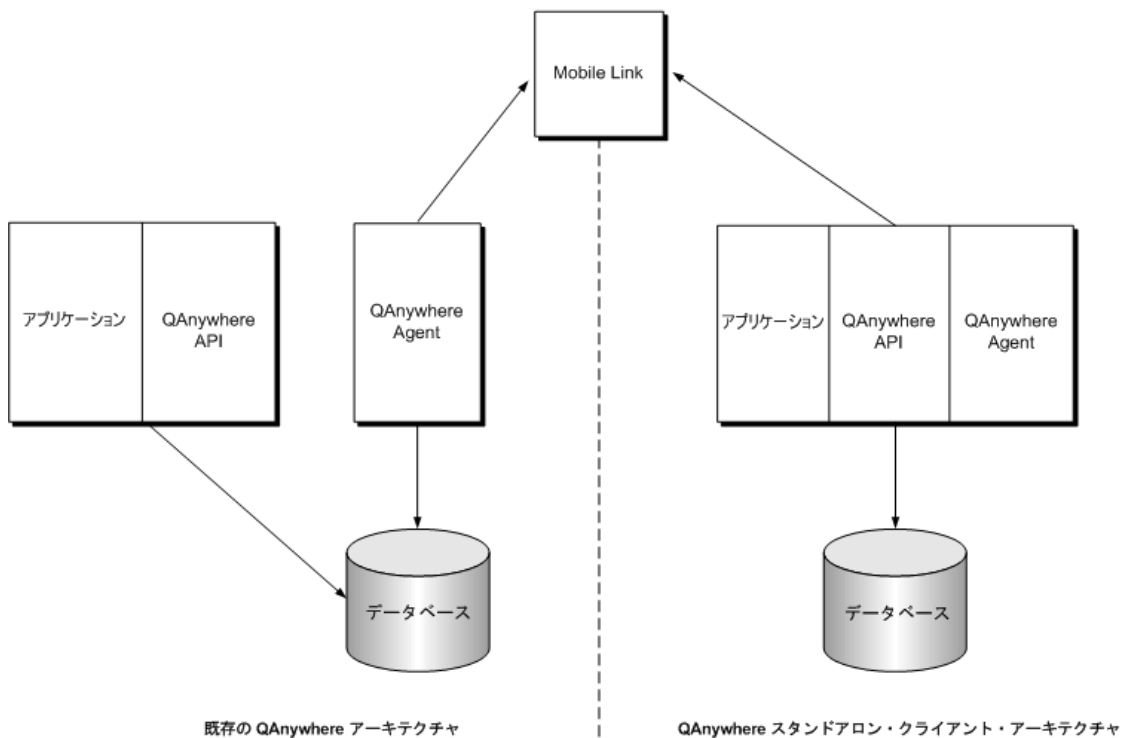 Mobile Link
アプリケーション
QAnywhere
API
QAnywhere
Agent
アプリケーション
QAnywhere
API
QAnywhere
Agent
データベース
データベース
既存の QAnywhere アーキテクチャ
QAnywhere スタンドアロン・クライアント・アーキテクチャ